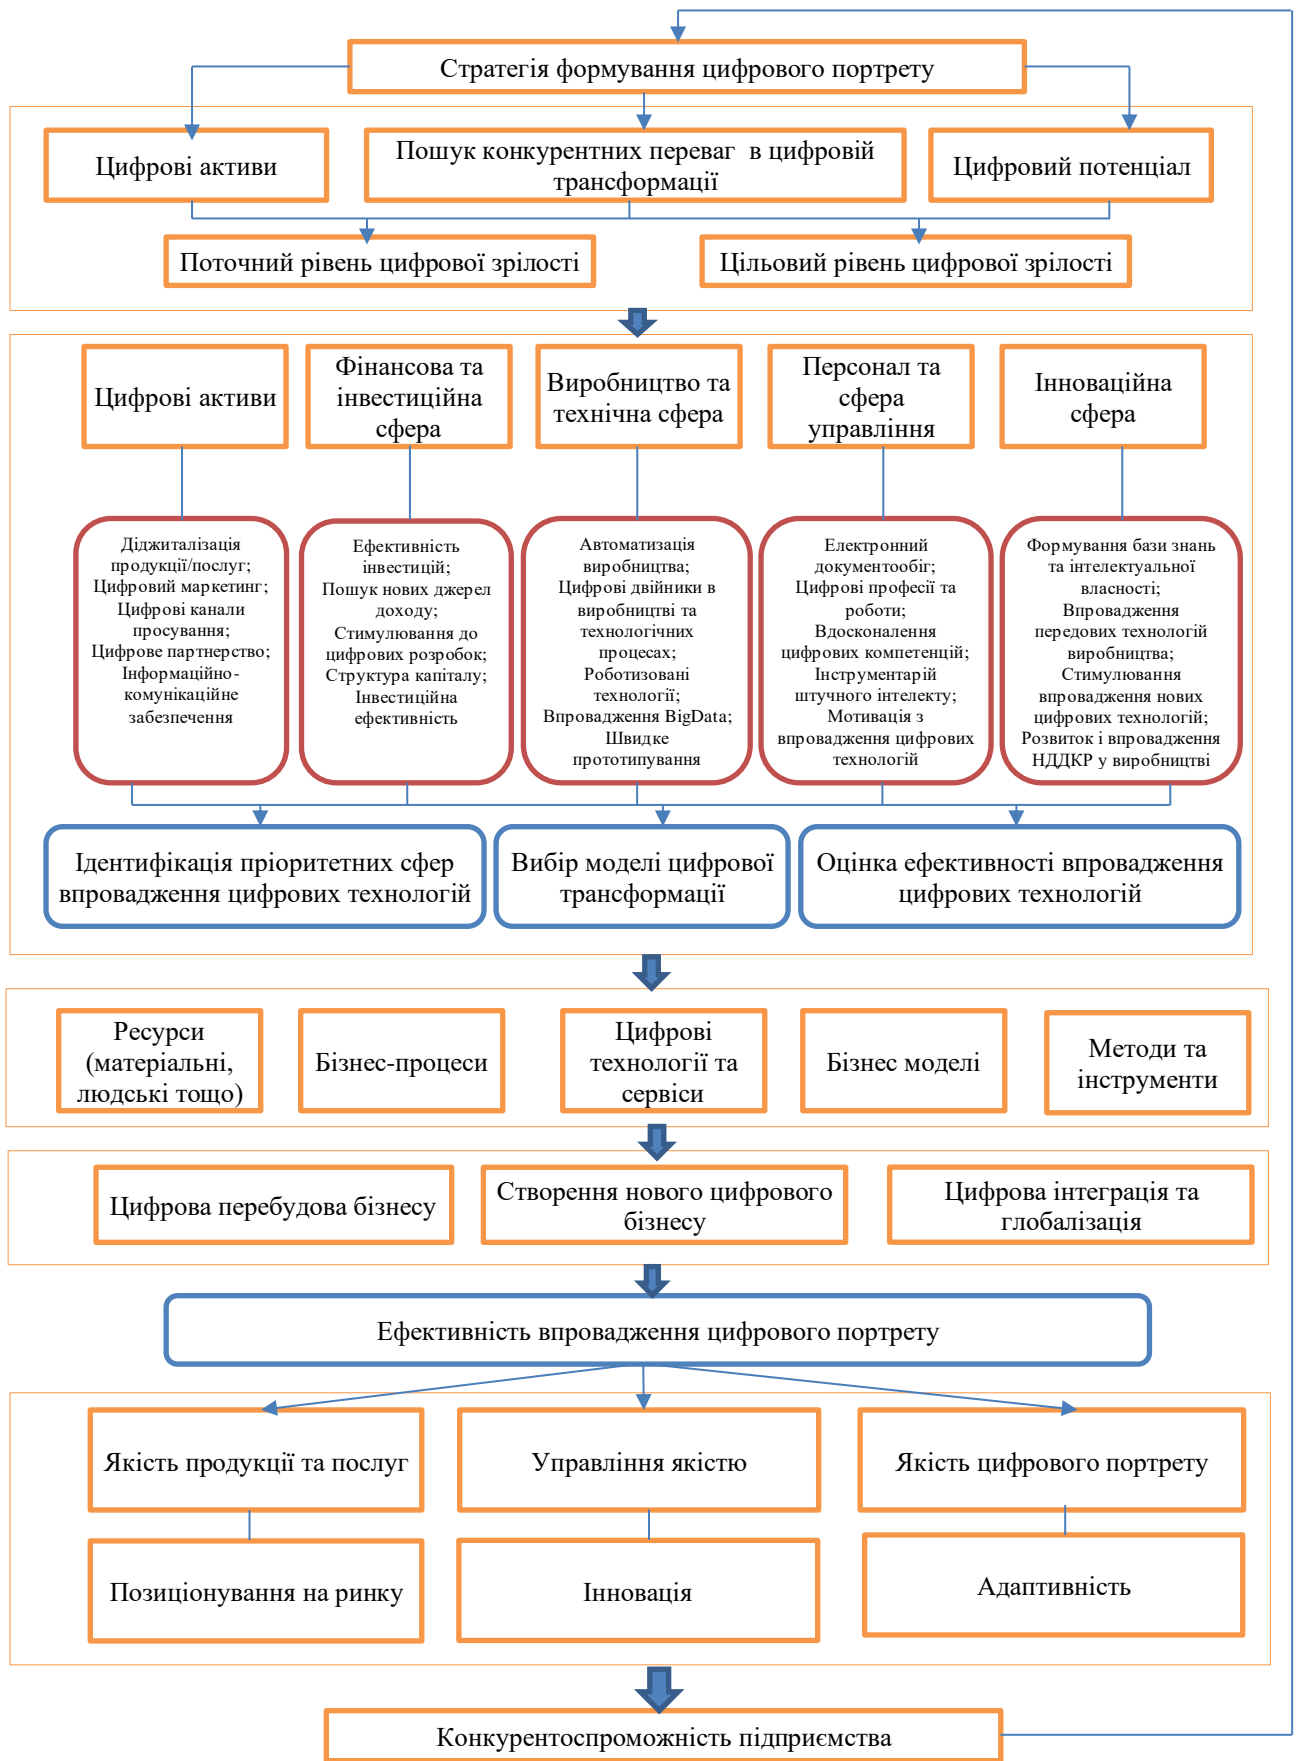 Стратегія формування цифрового портрету
Цифрові активи
Пошук конкурентних переваг в цифровій
трансформації
Цифровий потенціал
Поточний рівень цифрової зрілості
Цільовий рівень цифрової зрілості
Цифрові активи
Фінансова та
інвестиційна
сфера
Виробництво та
технічна сфера
Персонал та
сфера
управління
Інноваційна
сфера
Діджиталізація
продукції/послуг;
Цифровий маркетинг;
Цифрові канали
просування;
Цифрове партнерство;
Інформаційно-
комунікаційне
забезпечення
Ефективність
інвестицій;
Пошук нових джерел
доходу;
Стимулювання до
цифрових розробок;
Структура капіталу;
Інвестиційна
ефективність
Автоматизація
виробництва;
Цифрові двійники в
виробництві та
технологічних
процесах;
Роботизовані
технології;
Впровадження BigData;
Швидке
прототипування
Електронний
документообіг;
Цифрові професії та
роботи;
Вдосконалення
цифрових компетенцій;
Інструментарій
штучного інтелекту;
Мотивація з
впровадження цифрових
технологій
Формування бази знань
та інтелектуальної
власності;
Впровадження
передових технологій
виробництва;
Стимулювання
впровадження нових
цифрових технологій;
Розвиток і впровадження
НДДКР у виробництві
Ідентифікація пріоритетних сфер
впровадження цифрових технологій
Вибір моделі цифрової
трансформації
Оцінка ефективності впровадження
цифрових технологій
Ресурси
(матеріальні,
людські тощо)
Бізнес-процеси
Цифрові
технології та
сервіси
Бізнес моделі
Методи та
інструменти
Цифрова перебудова бізнесу
Створення нового цифрового
бізнесу
Цифрова інтеграція та
глобалізація
Ефективність впровадження цифрового портрету
Якість продукції та послуг
Управління якістю
Якість цифрового портрету
Позиціонування на ринку
Інновація
Адаптивність
Конкурентоспроможність підприємства